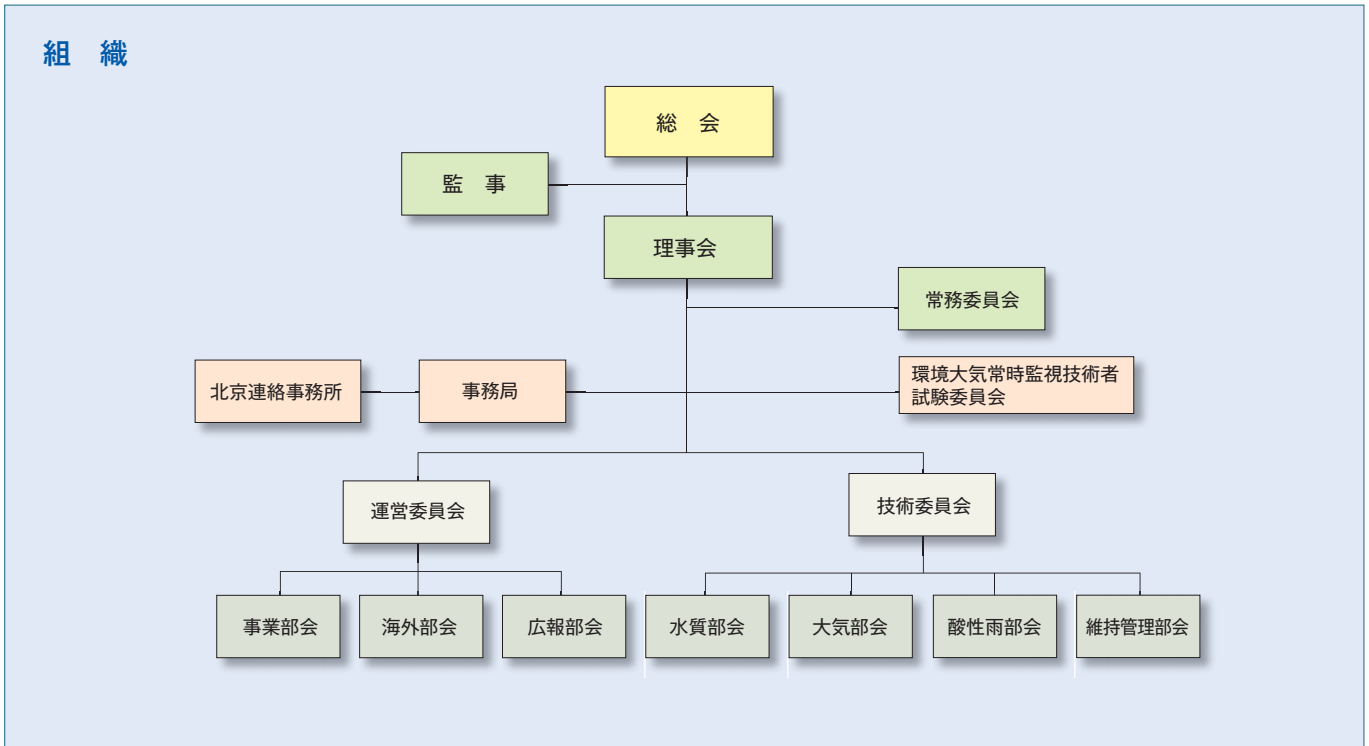 組　織
総　会
監　事
理事会
常務委員会
北京連絡事務所
事務局
環境大気常時監視技術者
試験委員会
運営委員会
技術委員会
事業部会
海外部会
広報部会
水質部会
大気部会
酸性雨部会
維持管理部会